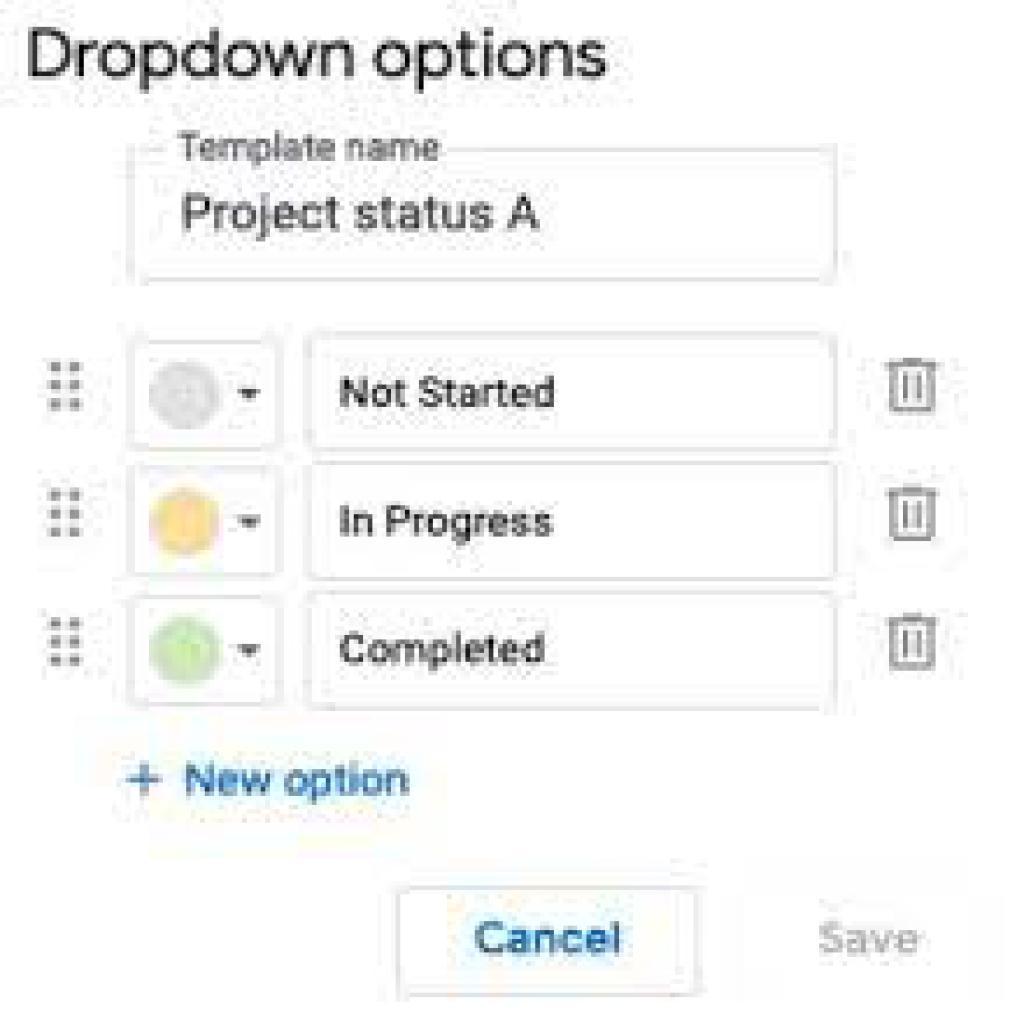 Dropdown options
Template name
Project status A
Not Started
In Progress
Completed
+ New option
Cancel
Save